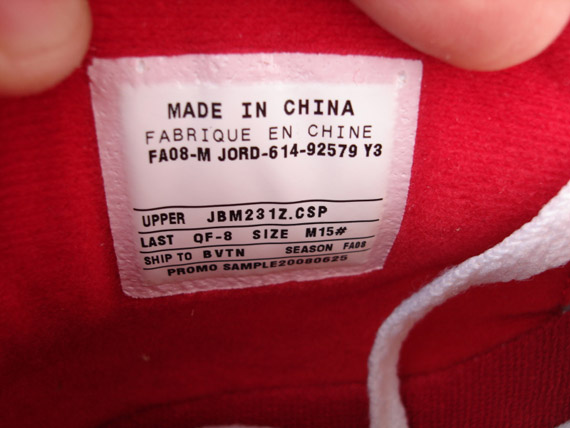 MADE IN CHINA
FABRIQUE EN CHINE
FA08-M JORD-614-92579 Y3
UPPER JBM231Z.CSP
LAST QF-8 SIZE M15#
SHIP TO BVTN SEASON FA08
PROMO SAMPLE20080625